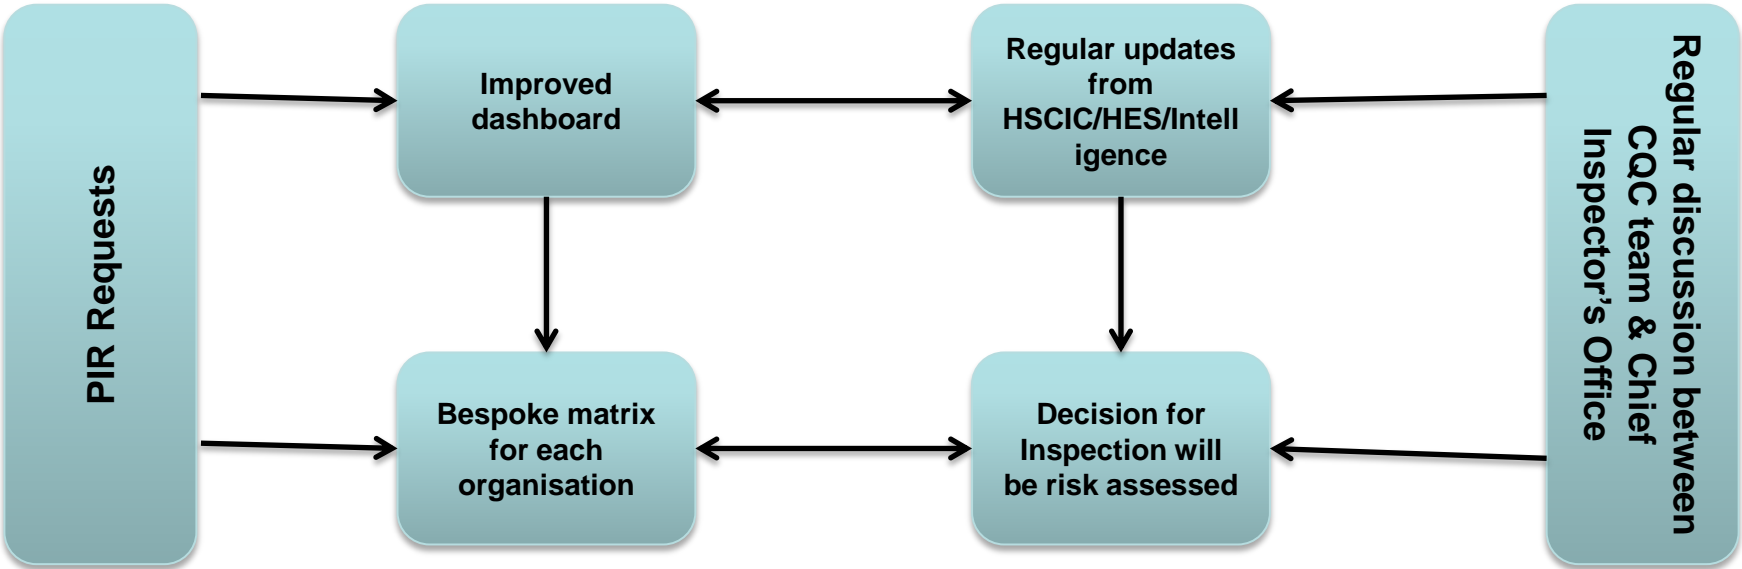 PIR Requests
Improved
dashboard
Regular updates
from
HSCIC/HES/Intell
igence
Bespoke matrix
for each
organisation
Decision for
Inspection will
be risk assessed
Regular discussion between
CQC team & Chief
Inspector’s Office